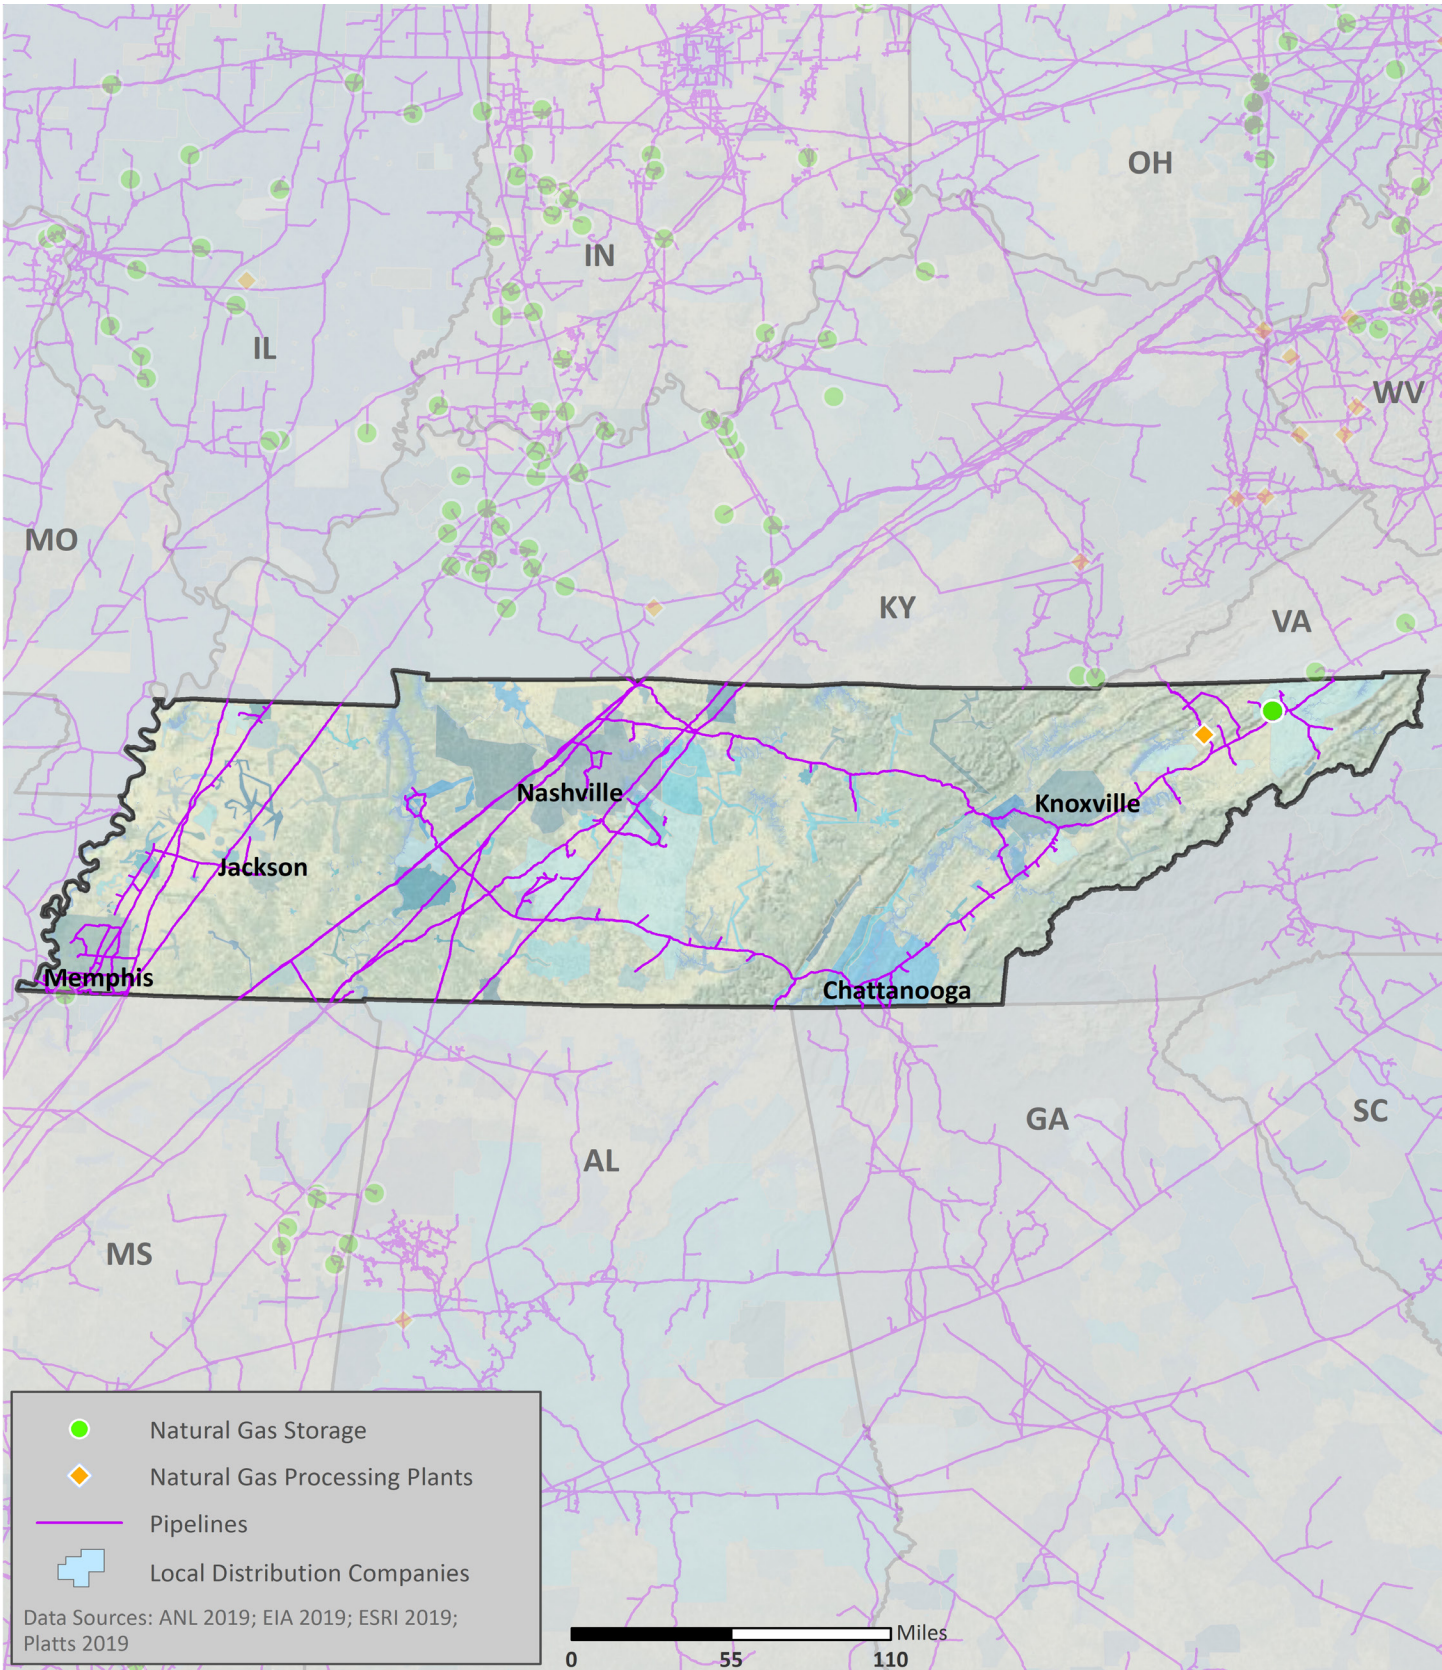 OH
IN
IL
WV
MO
KY
VA
Nashville
Knoxville
Jackson
Memphis
Chattanooga
GA
SC
AL
MS
Natural Gas Storage
Natural Gas Processing Plants
Pipelines
Local Distribution Companies
Data Sources: ANL 2019; EIA 2019; ESRI 2019;
Platts 2019
Miles
0 55 110